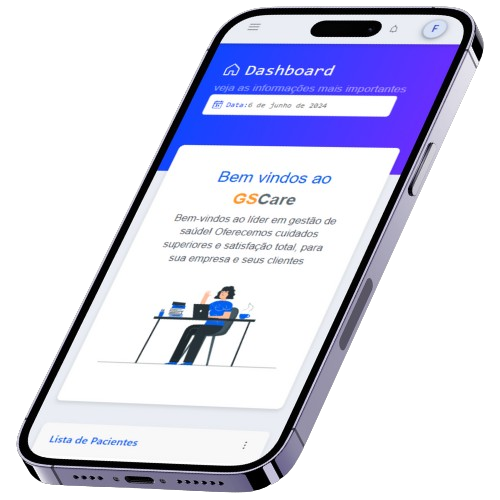 F
Dashboard
veja as informações mais importantes
Data:6 de junho de 2024
Bem vindos ao
GSCare
Bem-vindos ao líder em gestão de
saúde! Oferecemos cuidados
superiores e satisfação total, para
sua empresa e seus clientes
Lista de Pacientes